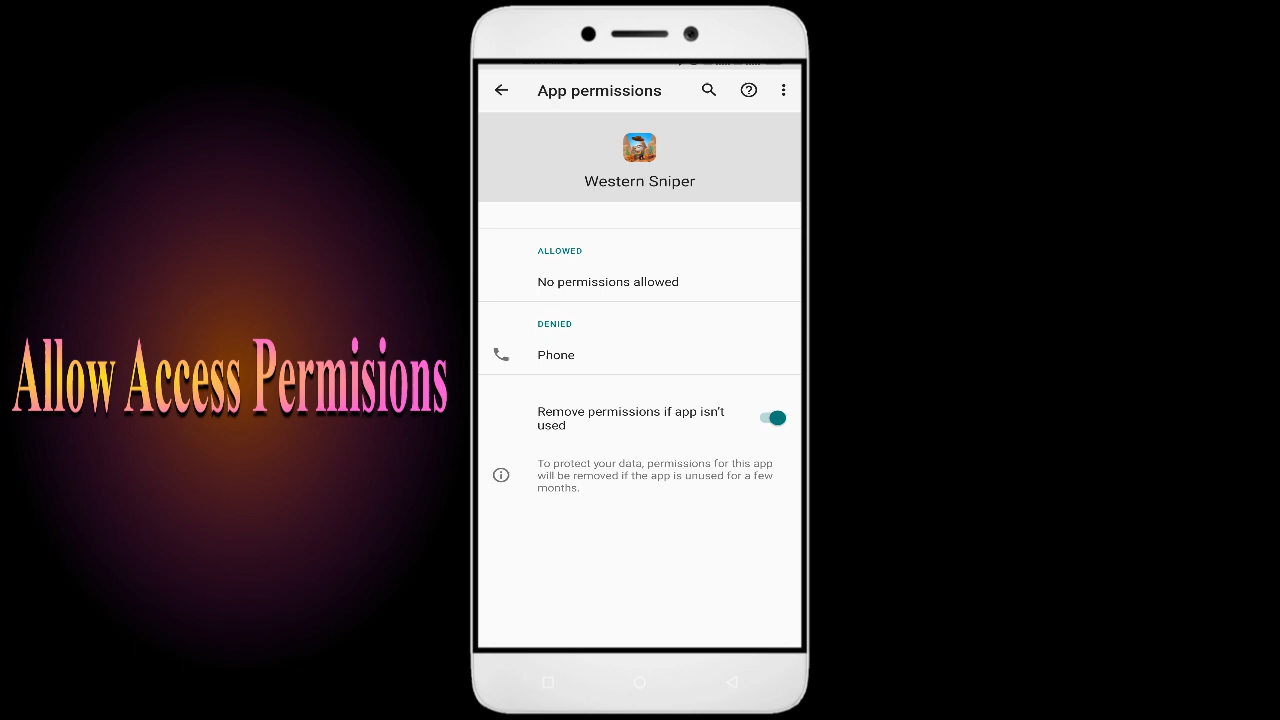 App permissions
Western Sniper
ALLOWED
No permissions allowed
DENIED
Phone
Remove permissions if app isn't
used
To protect your data, permissions for this app
will be removed if the app is unused for a few
months.
Allow Access Permisions